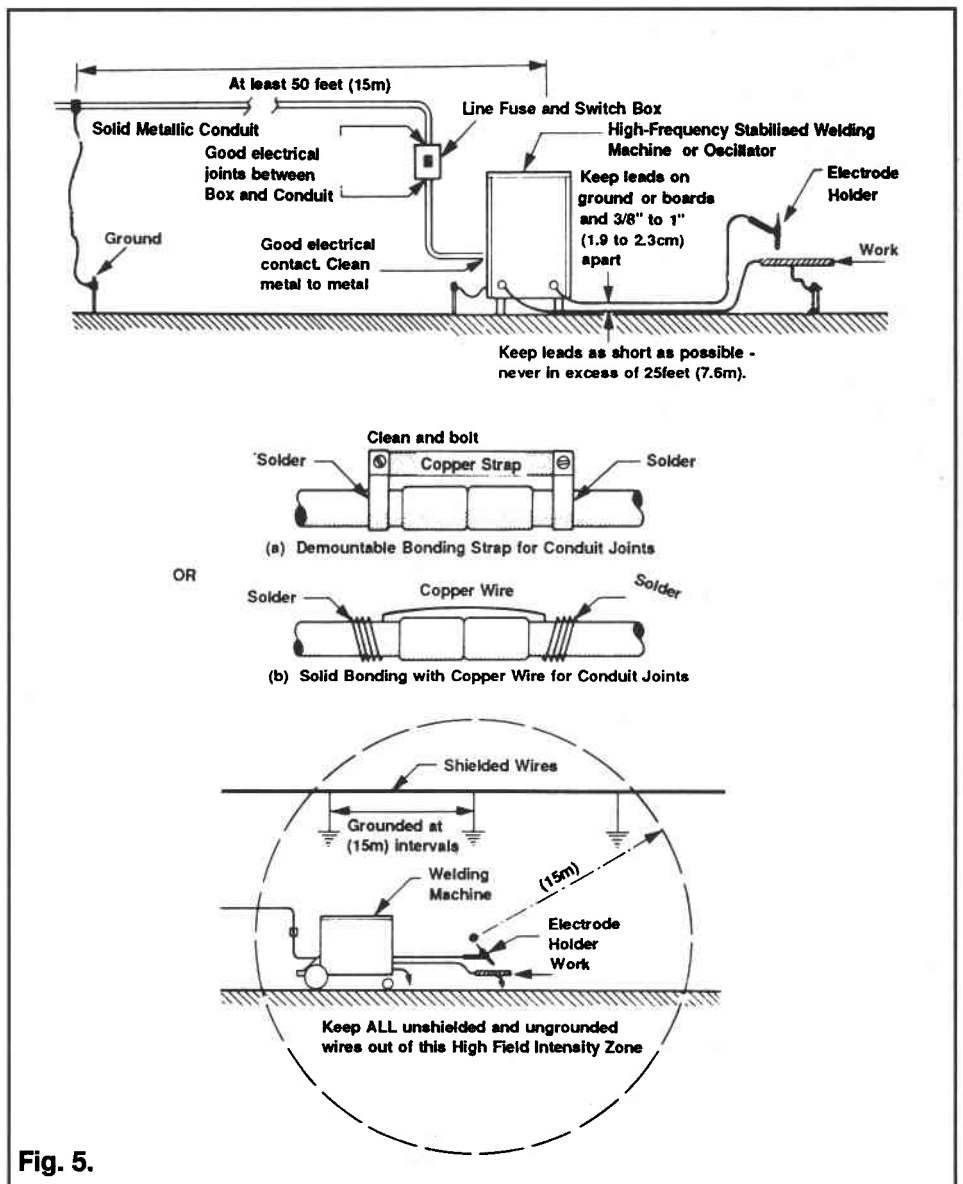 At least 50 feet (15m)
Line Fuse and Switch Box
Solid Metallic Conduit
Good electrical
joints between
Box and Conduit
High-Frequency Stabilised Welding
Machine or Oscillator
Keep leads on
ground or boards
and 3/8" to 1"
(1.9 to 2.3cm)
apart
Electrode
Holder
Ground
Good electrical
contact. Clean
metal to metal
Work
Keep leads as short as possible -
never in excess of 25feet (7.6m).
Clean and bolt
Solder
Copper Strap
Solder
(a) Demountable Bonding Strap for Conduit Joints
OR
Solder
Copper Wire
Solder
(b) Solid Bonding with Copper Wire for Conduit Joints
Shielded Wires
Grounded at
(15m) intervals
(15m)
Welding
Machine
Electrode
Holder
Work
Keep ALL unshielded and ungrounded
wires out of this High Field Intensity Zone
Fig. 5.